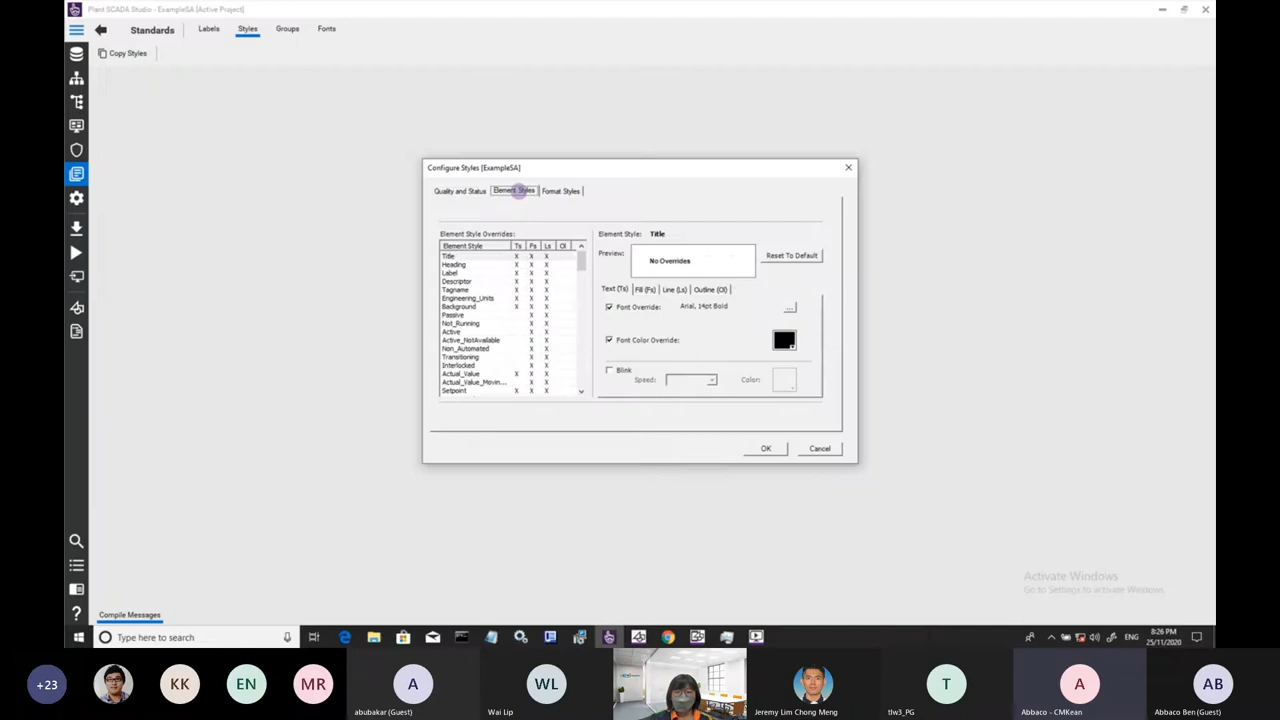 Plant SCADA Studio - ExampleSA [Active Project]
Standards
Labels
Styles
Groups
Fonts
Copy Styles
Configure Styles [ExampleSA]
Quality and Status
Element Styles
Format Styles
Element Style Overrides:
Element Style Ts Fs Ls Ol
Title X X X
Heading X X X
Label X X X
Descriptor X X X
Tagname X X X
Engineering_Units X X X
Background X X X
Passive X X
Not_Running X X
Active X X
Active_NotAvailable X X
Non_Automated X X
Transitioning X X
Interlocked X X
Actual_Value X X X
Actual_Value_Movin... X X
Setpoint X X X
Element Style: Title
Preview:
No Overrides
Reset To Default
Text (Ts) Fill (Fs) Line (Ls) Outline (Ol)
Font Override: Arial, 14pt Bold ...
Font Color Override:
Blink
Speed:
Color:
OK
Cancel
Activate Windows
Go to Settings to activate Windows.
?
Compile Messages
Type here to search
ENG
8:26 PM
25/11/2020
+23
KK
EN
MR
A
abubakar (Guest)
WL
Wai Lip
Jeremy Lim Chong Meng
T
tlw3_PG
A
Abbaco - CMKean
AB
Abbaco Ben (Guest)